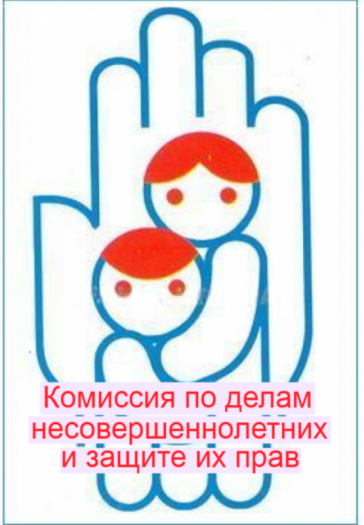 Комиссия по делам
несовершеннолетних
и защите их прав